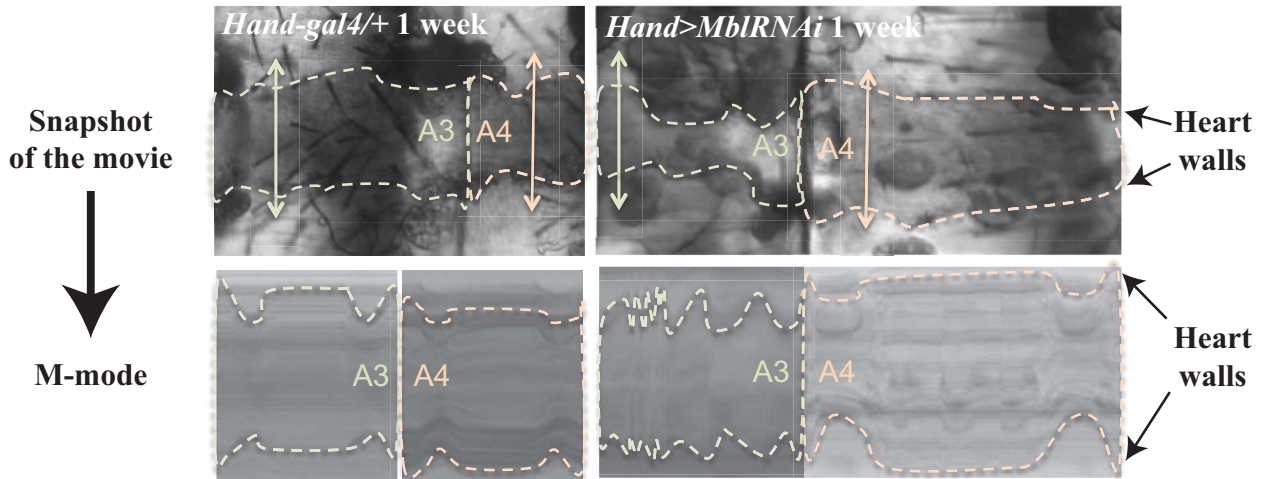 Hand-gal4/+ 1 week
Hand>MblRNAi 1 week
Snapshot
of the movie
A3
A4
A3
A4
Heart
walls
M-mode
A3
A4
A3
A4
Heart
walls